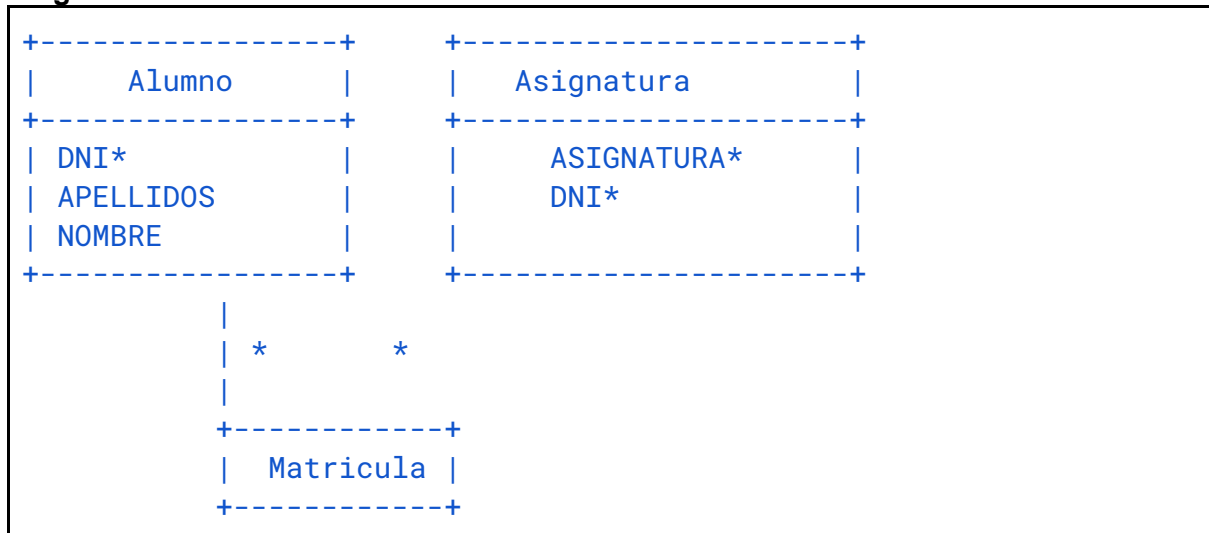 +-----------------+     +----------------------+
|     Alumno      |     |   Asignatura         |
+-----------------+     +----------------------+
| DNI*            |     |     ASIGNATURA*      |
| APELLIDOS       |     |     DNI*             |
| NOMBRE          |     |                      |
+-----------------+     +----------------------+
           |
           | *       *
           |
           +------------+
           |  Matricula |
           +------------+